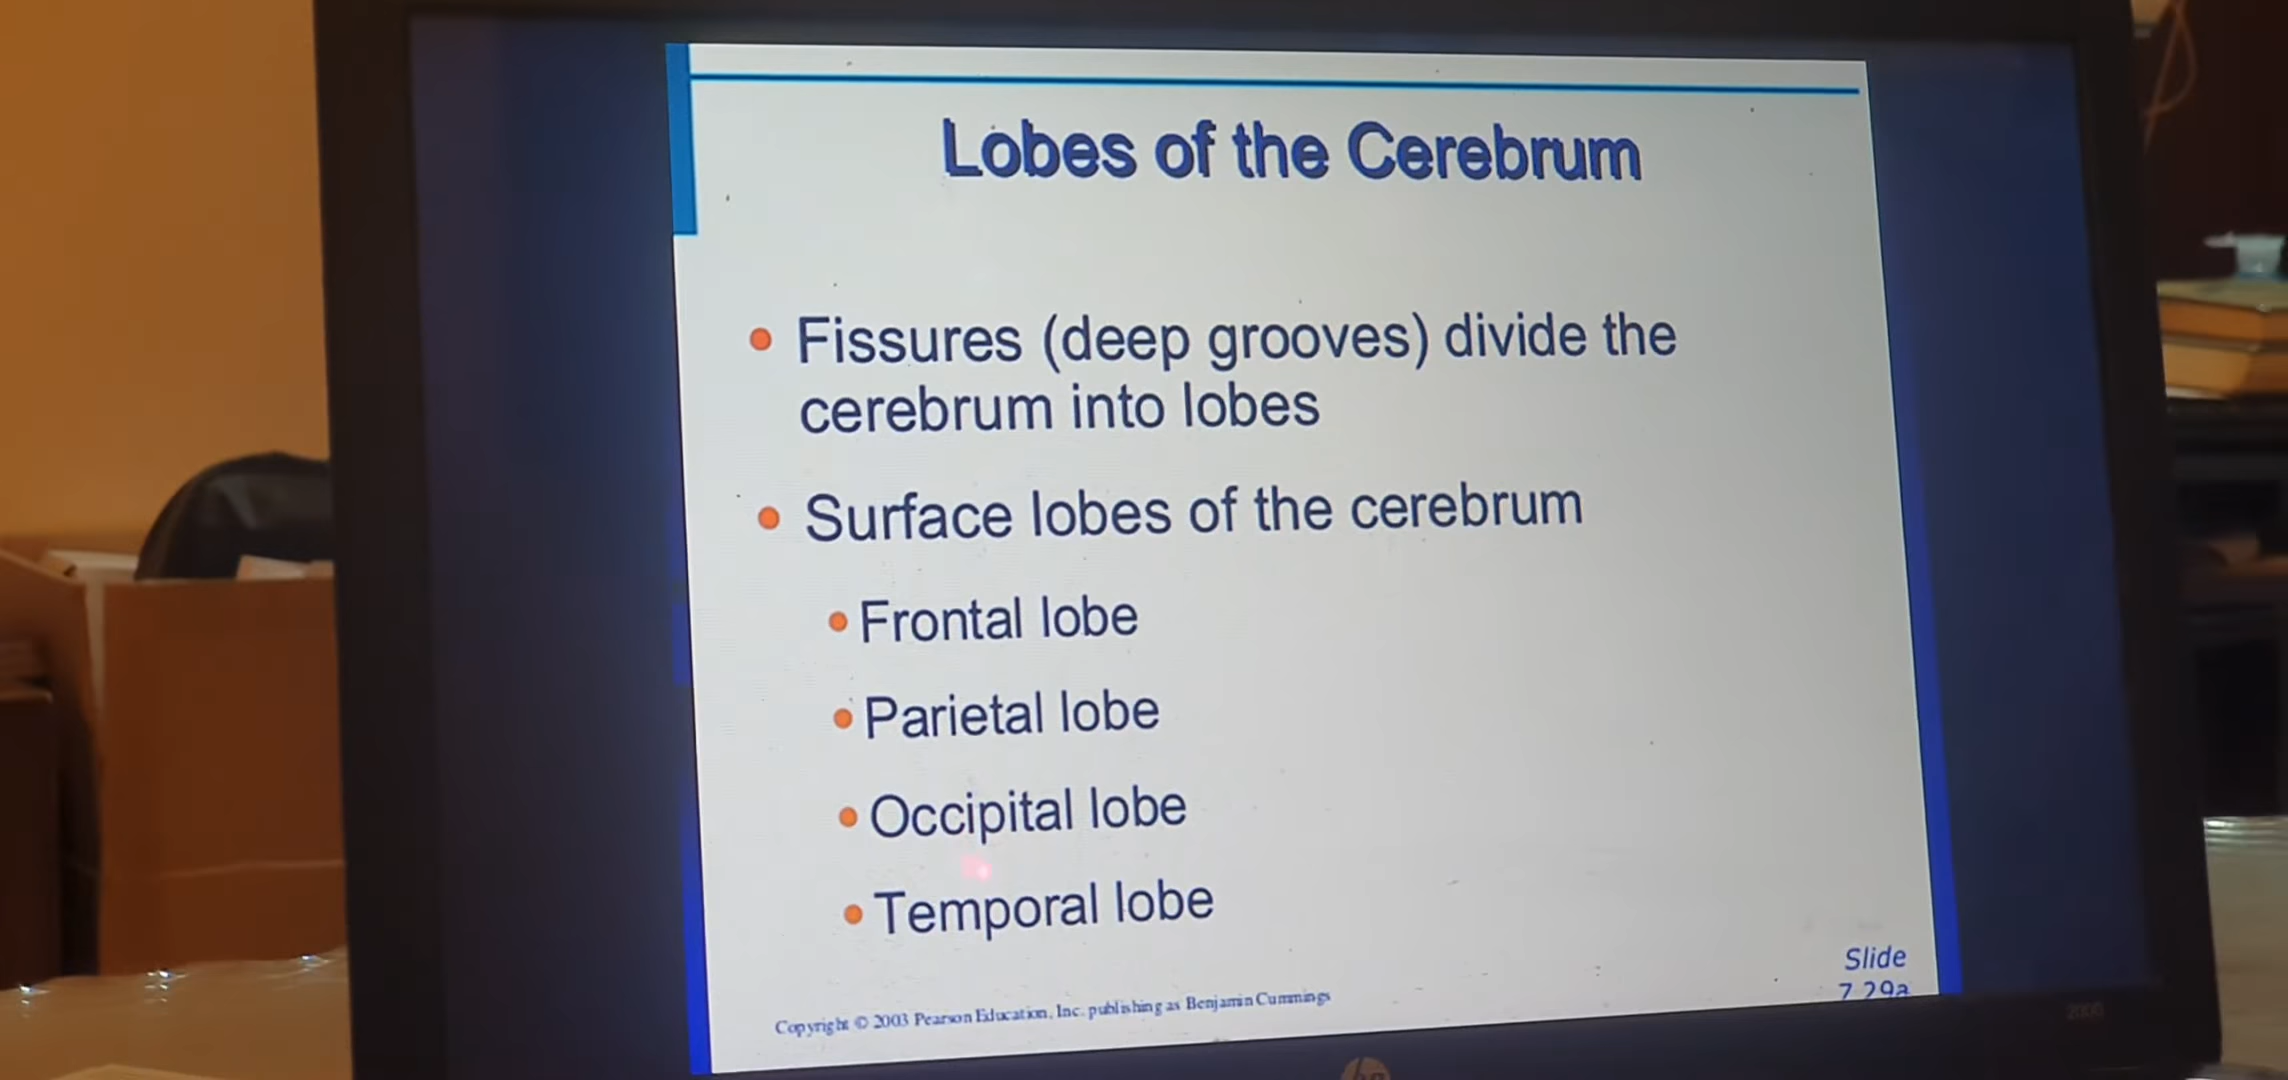 Lobes of the Cerebrum
Fissures (deep grooves) divide the
cerebrum into lobes
Surface lobes of the cerebrum
Frontal lobe
Parietal lobe
Occipital lobe
Temporal lobe
Slide
7.29a
Copyright © 2003 Pearson Education, Inc. publishing as Benjamin Cummings
hp